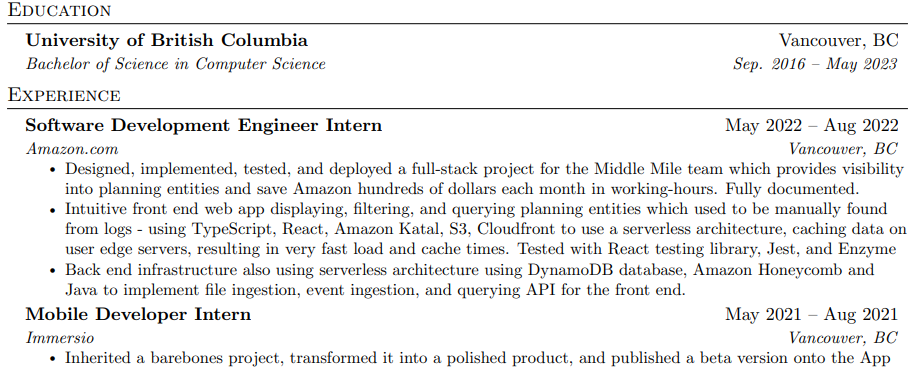 EDUCATION
University of British Columbia Vancouver, BC
Bachelor of Science in Computer Science Sep. 2016 – May 2023
EXPERIENCE
Software Development Engineer Intern May 2022 – Aug 2022
Amazon.com Vancouver, BC
• Designed, implemented, tested, and deployed a full-stack project for the Middle Mile team which provides visibility
into planning entities and save Amazon hundreds of dollars each month in working-hours. Fully documented.
• Intuitive front end web app displaying, filtering, and querying planning entities which used to be manually found
from logs - using TypeScript, React, Amazon Katal, S3, Cloudfront to use a serverless architecture, caching data on
user edge servers, resulting in very fast load and cache times. Tested with React testing library, Jest, and Enzyme
• Back end infrastructure also using serverless architecture using DynamoDB database, Amazon Honeycomb and
Java to implement file ingestion, event ingestion, and querying API for the front end.
Mobile Developer Intern May 2021 – Aug 2021
Immersio Vancouver, BC
• Inherited a barebones project, transformed it into a polished product, and published a beta version onto the App